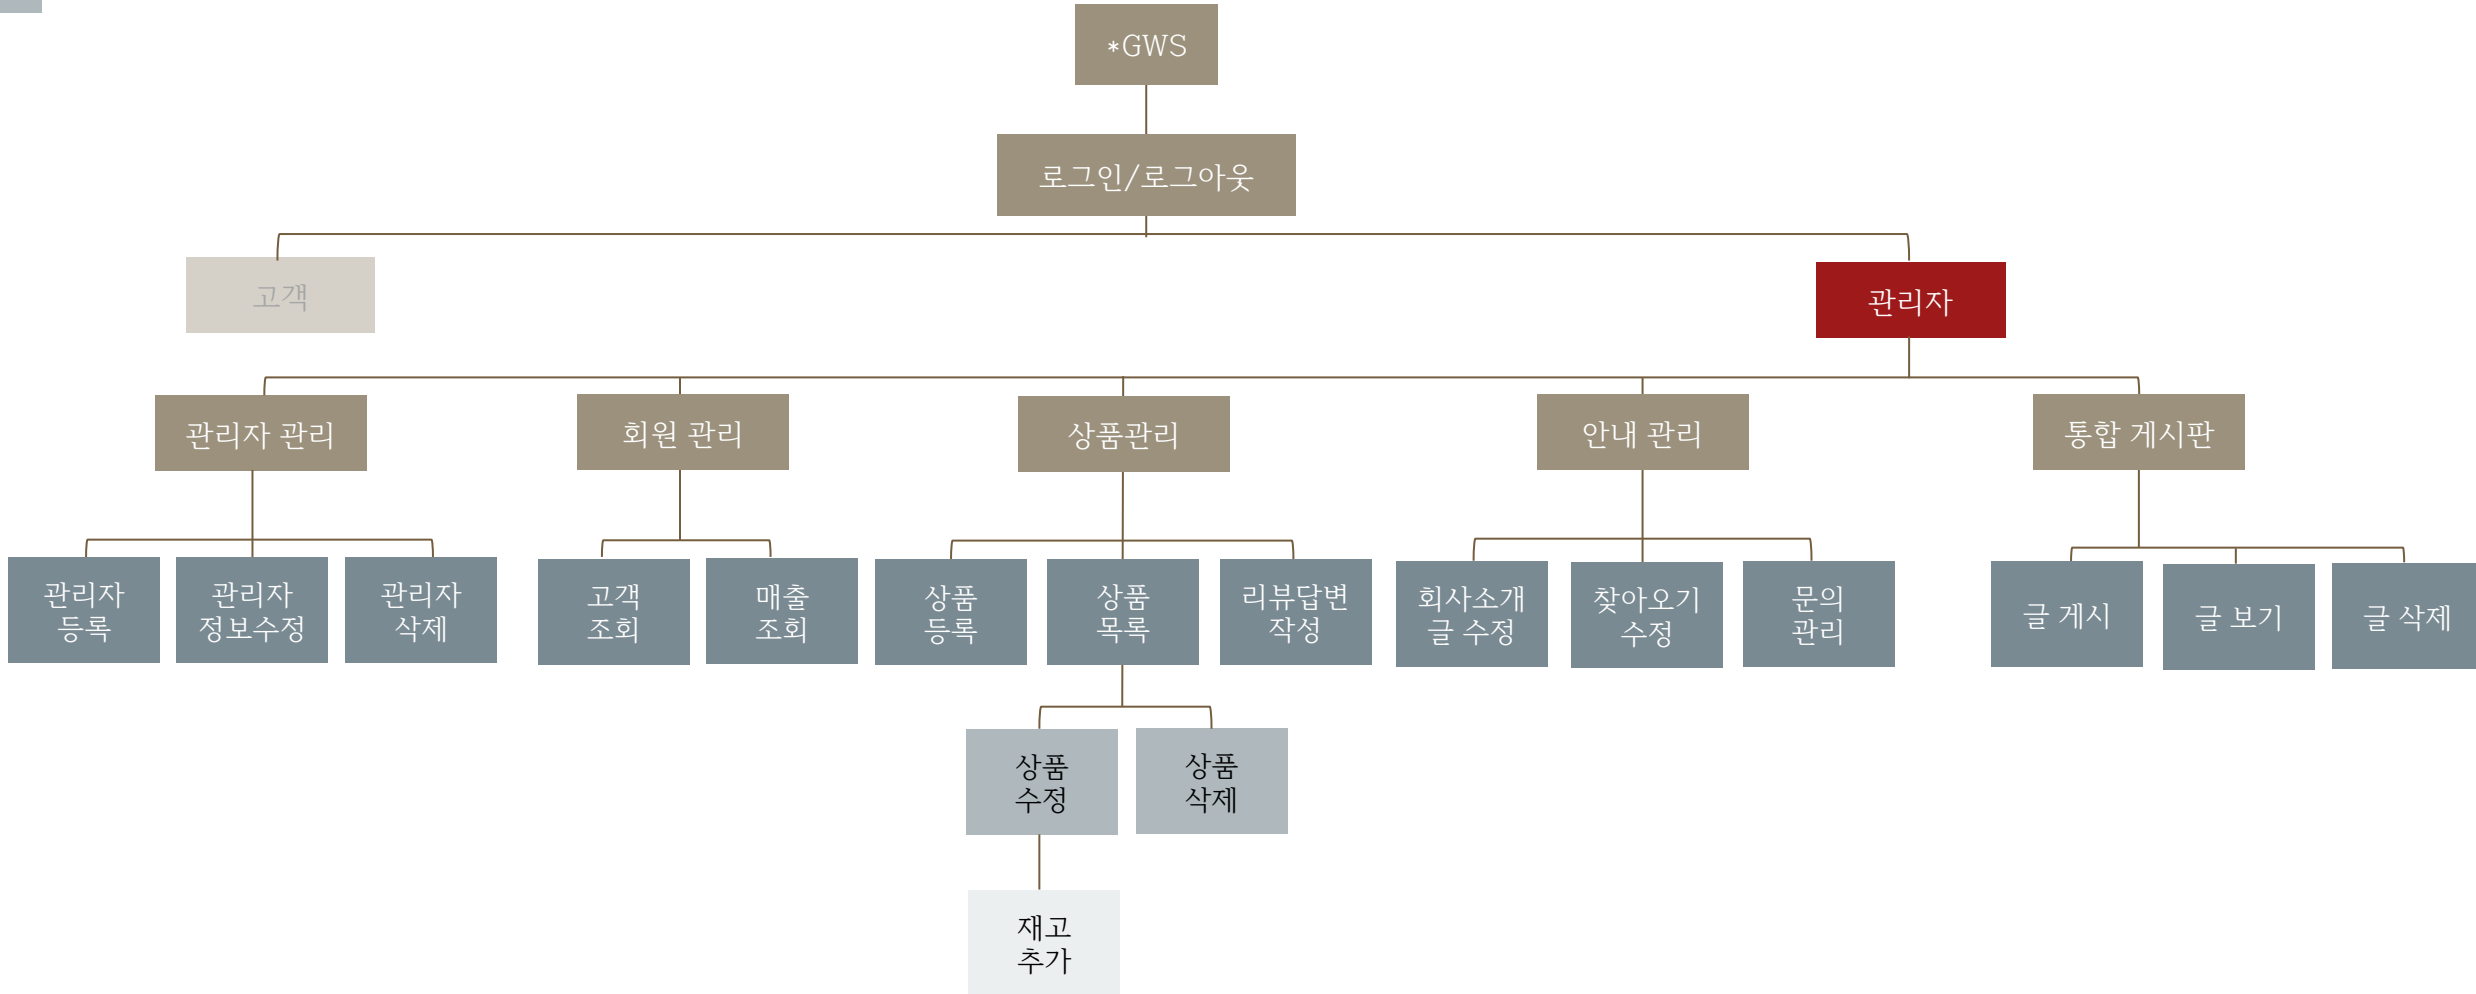 *GWS
로그인/로그아웃
고객
관리자
관리자 관리
회원 관리
상품관리
안내 관리
통합 게시판
관리자
등록
관리자
정보수정
관리자
삭제
고객
조회
매출
조회
상품
등록
상품
목록
리뷰답변
작성
회사소개
글 수정
찾아오기
수정
문의
관리
글 게시
글 보기
글 삭제
상품
수정
상품
삭제
재고
추가